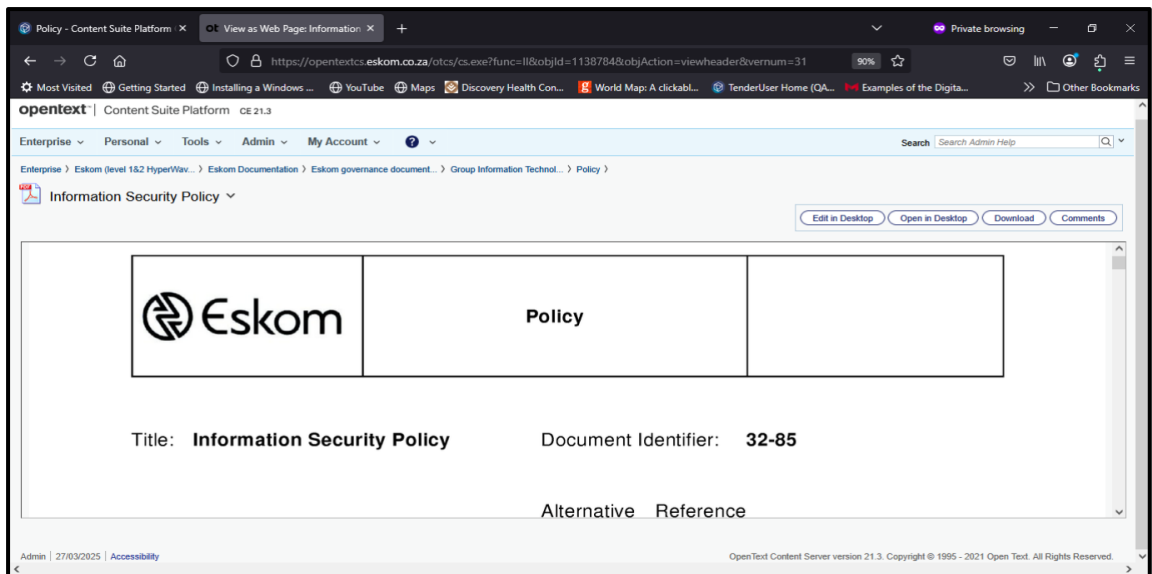 Policy - Content Suite Platform
View as Web Page: Information
Private browsing
https://opentextcs.eskom.co.za/otcs/cs.exe?func=ll&objId=1138784&objAction=viewheader&vernum=31
90%
Most Visited Getting Started Installing a Windows ... YouTube Maps Discovery Health Con... World Map: A clickabl... TenderUser Home (QA... Examples of the Digita... Other Bookmarks
opentext™ | Content Suite Platform CE 21.3
Enterprise Personal Tools Admin My Account ? Search Search Admin Help
Enterprise > Eskom (level 1&2 HyperWav... > Eskom Documentation > Eskom governance document... > Group Information Technol... > Policy >
PDF
Information Security Policy
Edit in Desktop Open in Desktop Download Comments
Eskom
Policy
Title: Information Security Policy Document Identifier: 32-85
Alternative Reference
Admin | 27/03/2025 | Accessibility OpenText Content Server version 21.3. Copyright © 1995 - 2021 Open Text. All Rights Reserved.